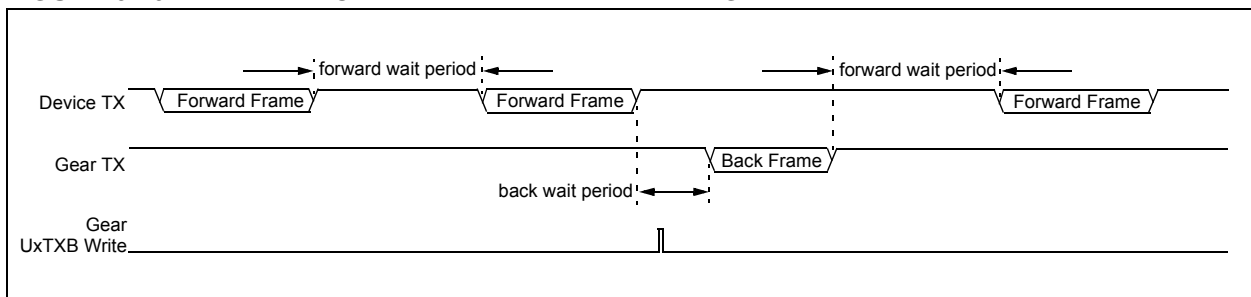 forward wait period forward wait period
Device TX Forward Frame Forward Frame Forward Frame
Gear TX Back Frame
back wait period
Gear
UxTXB Write